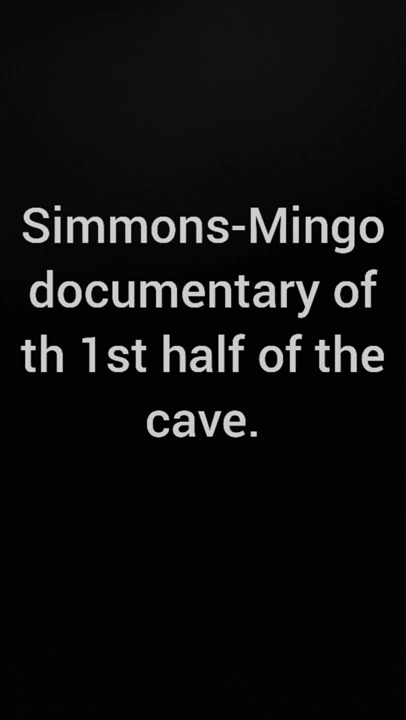 Simmons-Mingo
documentary of
th 1st half of the
cave.